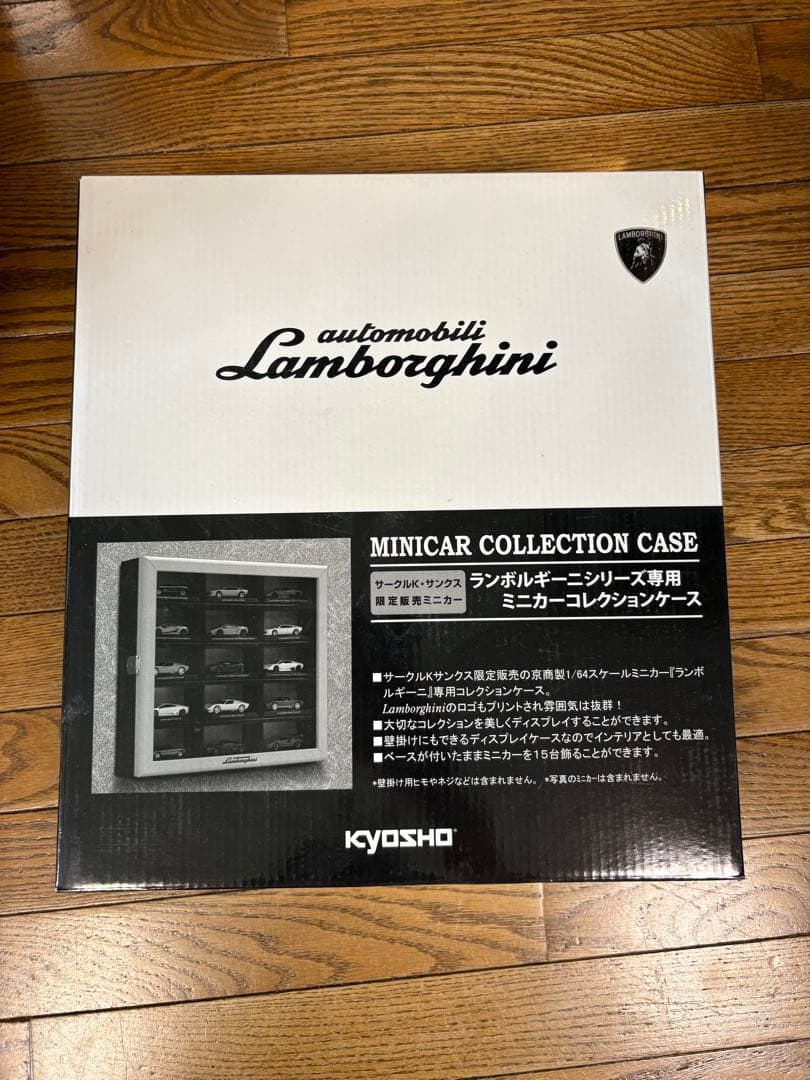 LAMBORGHINI
automobili
Lamborghini
MINICAR COLLECTION CASE
サークルK・サンクス
限定販売ミニカー
ランボルギーニシリーズ専用
ミニカーコレクションケース
■サークルKサンクス限定販売の京商製1/64スケールミニカー『ランボ
ルギーニ』専用コレクションケース。
Lamborghiniのロゴもプリントされ雰囲気は抜群！
■大切なコレクションを美しくディスプレイすることができます。
■壁掛けにもできるディスプレイケースなのでインテリアとしても最適。
■ベースが付いたままミニカーを15台飾ることができます。
*壁掛け用ヒモやネジなどは含まれません。 *写真のミニカーは含まれません。
automobili
Lamborghini
KYOSHO